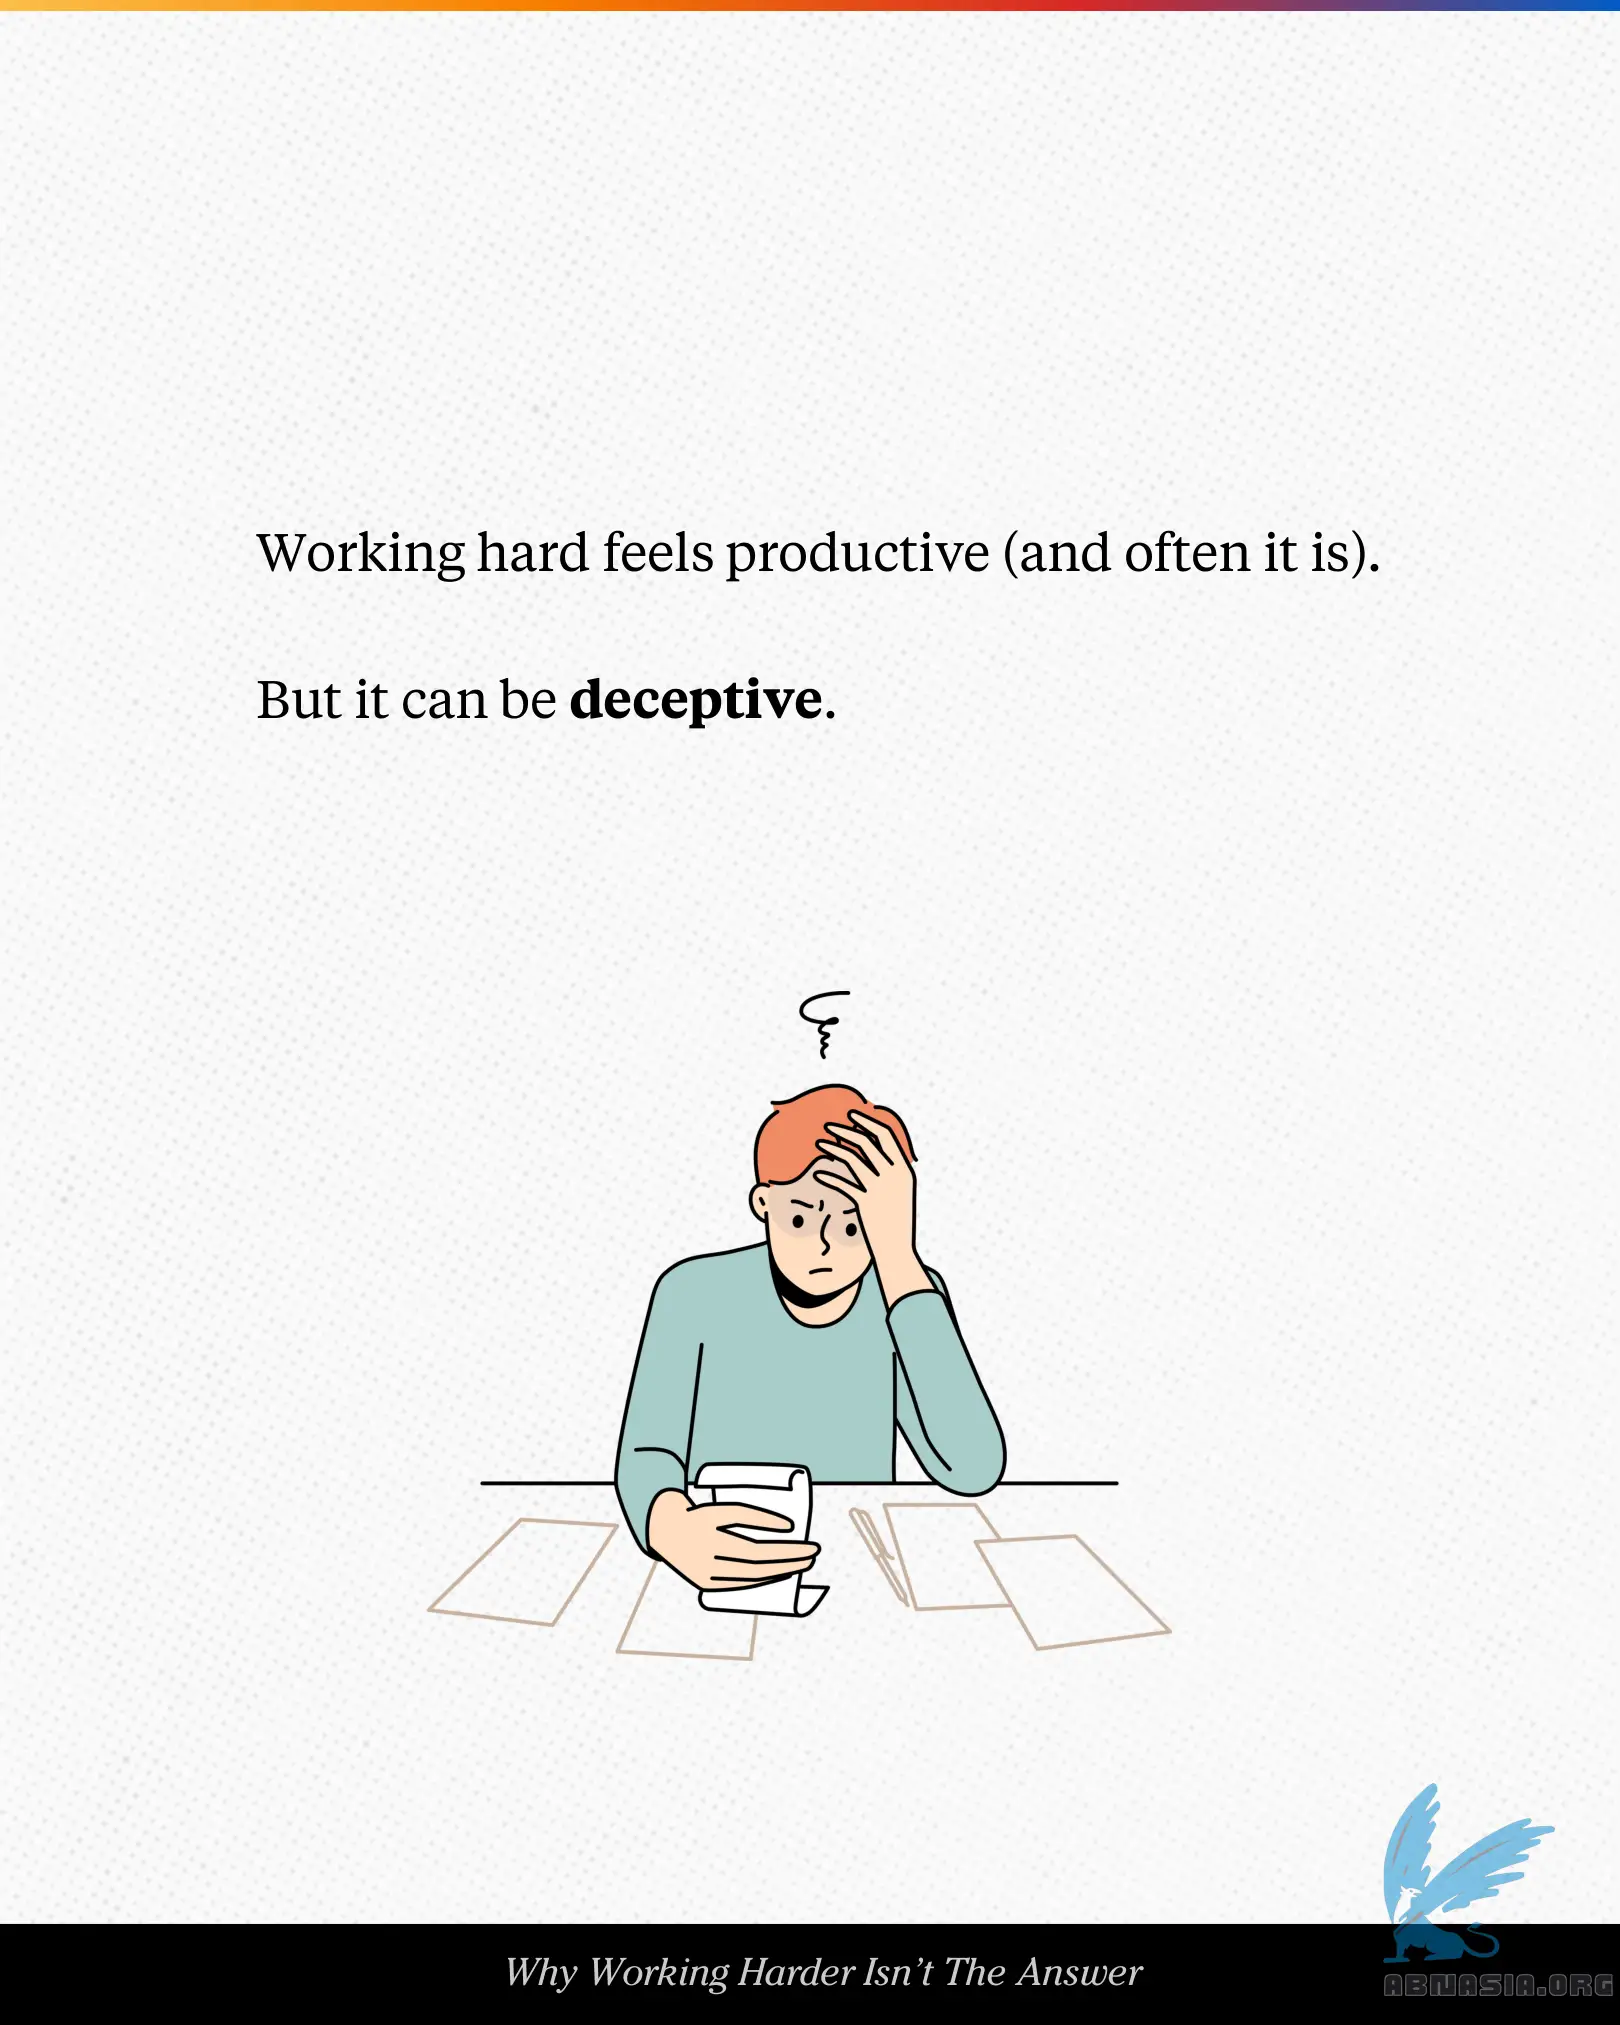 Working hard feels productive (and often it is).
But it can be deceptive.
Why Working Harder Isn’t The Answer
ABNASIA.ORG